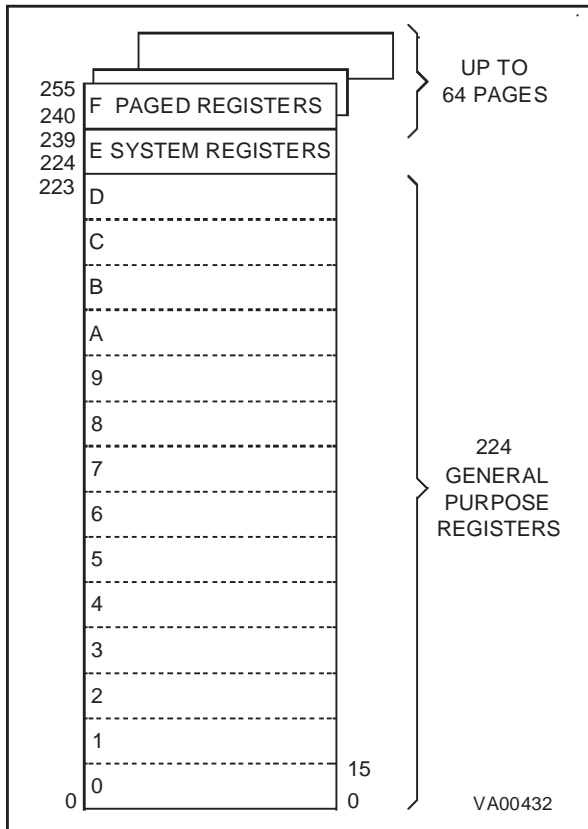 UP TO
64 PAGES
255
240
F PAGED REGISTERS
239
224
E SYSTEM REGISTERS
223
D
C
B
A
9
8
7
6
5
4
3
2
1
0
0
15
0
224
GENERAL
PURPOSE
REGISTERS
VA00432